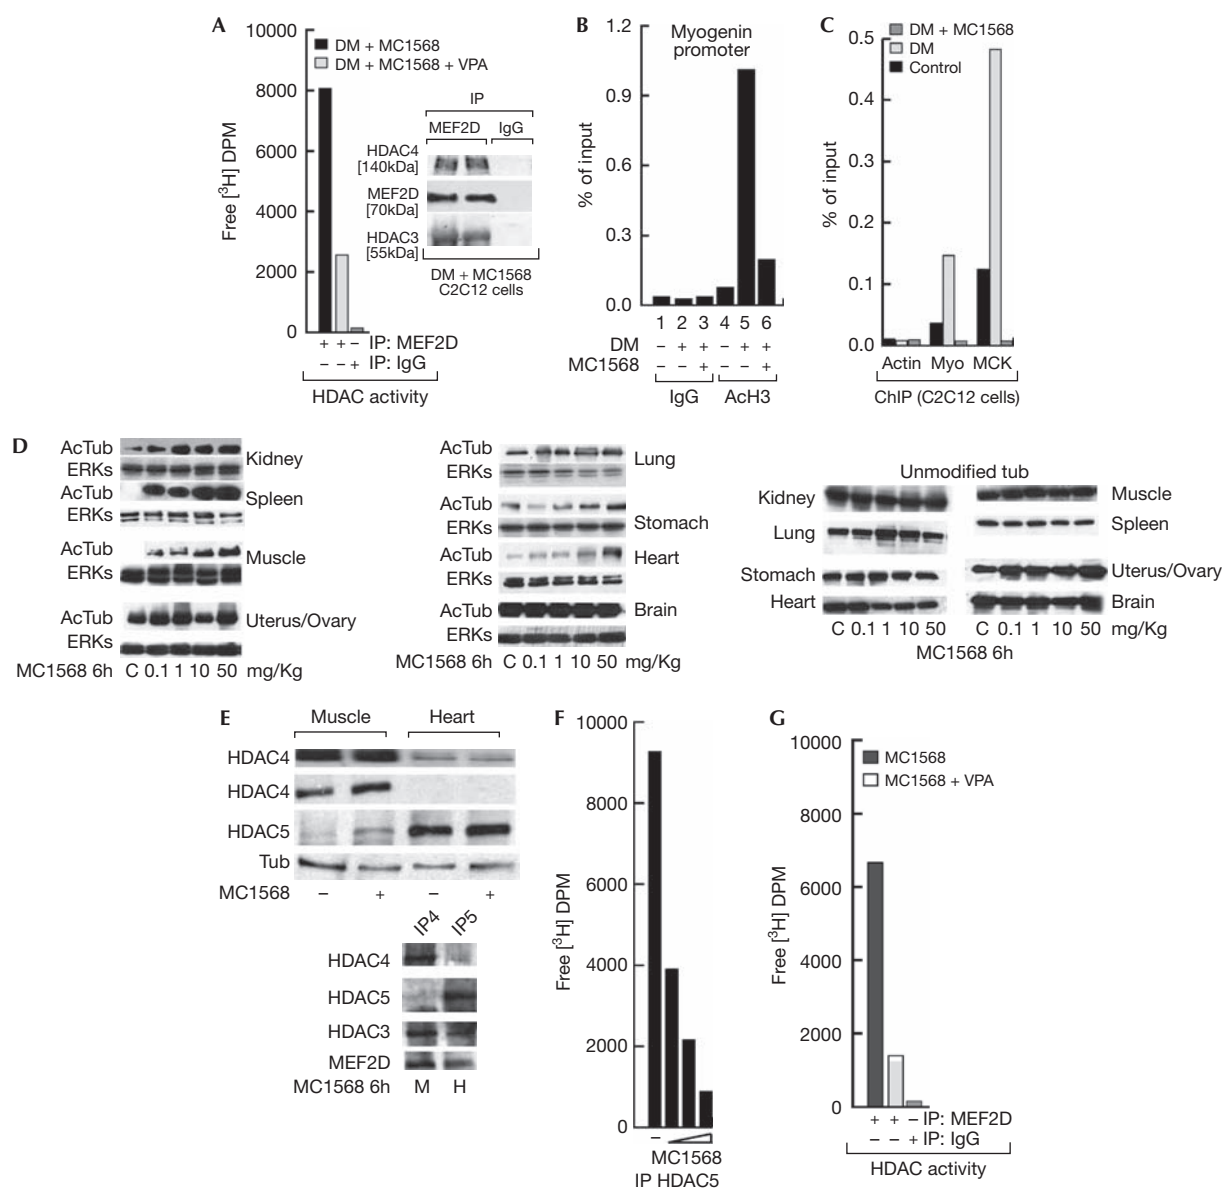 A
10000
8000
6000
4000
2000
0
Free [³H] DPM
DM + MC1568
DM + MC1568 + VPA
+ + – IP: MEF2D
– – + IP: IgG
HDAC activity
IP
MEF2D IgG
HDAC4
[140kDa]
MEF2D
[70kDa]
HDAC3
[55kDa]
DM + MC1568
C2C12 cells
B
1.2
0.9
0.6
0.3
0.0
% of input
Myogenin
promoter
1 2 3 4 5 6
DM – + + – + +
MC1568 – – + – – +
IgG AcH3
C
0.5
0.4
0.3
0.2
0.1
0.0
% of input
DM + MC1568
DM
Control
Actin Myo MCK
ChIP (C2C12 cells)
D
AcTub
ERKs
Kidney
AcTub
ERKs
Spleen
AcTub
ERKs
Muscle
AcTub
ERKs
Uterus/Ovary
MC1568 6h C 0.1 1 10 50 mg/Kg
AcTub
ERKs
Lung
AcTub
ERKs
Stomach
AcTub
ERKs
Heart
AcTub
ERKs
Brain
MC1568 6h C 0.1 1 10 50 mg/Kg
Unmodified tub
Kidney
Lung
Stomach
Heart
C 0.1 1 10 50
Muscle
Spleen
Uterus/Ovary
Brain
C 0.1 1 10 50 mg/Kg
MC1568 6h
E
Muscle Heart
HDAC4
HDAC4
HDAC5
Tub
MC1568 – + – +
IP4 IP5
HDAC4
HDAC5
HDAC3
MEF2D
MC1568 6h M H
F
10000
8000
6000
4000
2000
0
Free [³H] DPM
–
MC1568
IP HDAC5
G
10000
8000
6000
4000
2000
0
Free [³H] DPM
MC1568
MC1568 + VPA
+ + – IP: MEF2D
– – + IP: IgG
HDAC activity